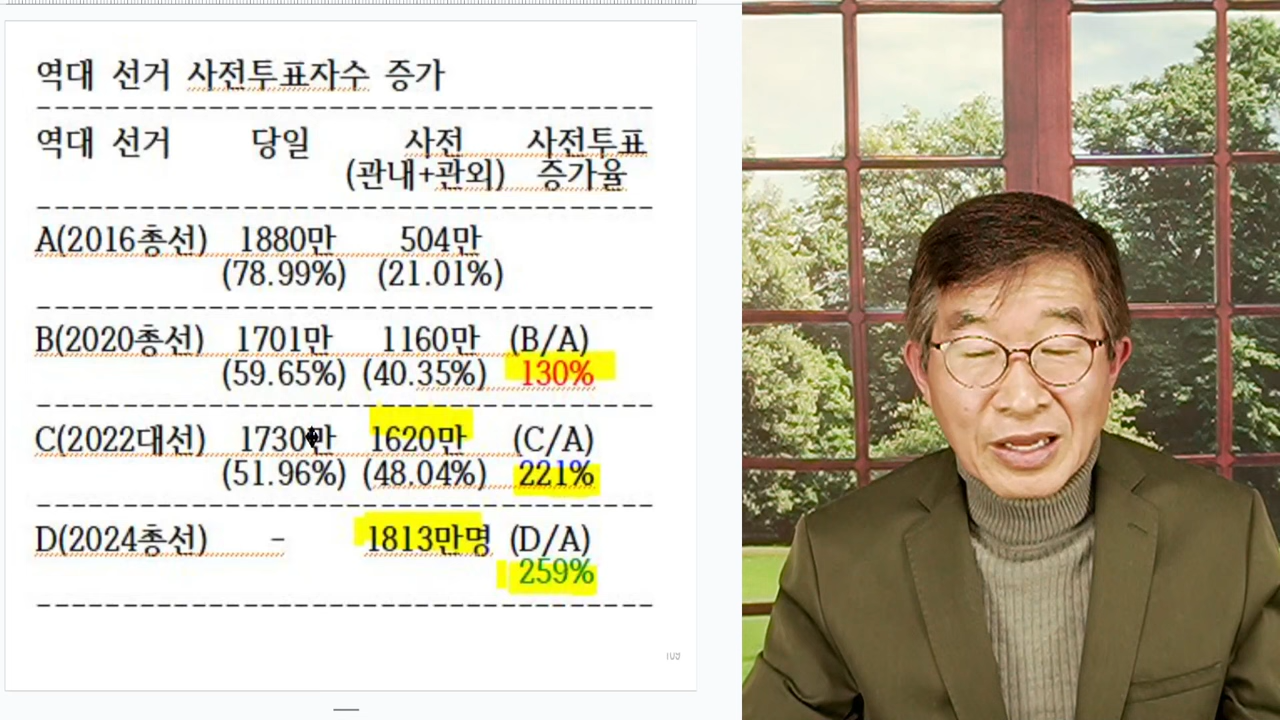 역대 선거 사전투표자수 증가
역대 선거 당일 사전 사전투표
(관내+관외) 증가율
A(2016총선) 1880만 504만
(78.99%) (21.01%)
B(2020총선) 1701만 1160만 (B/A)
(59.65%) (40.35%) 130%
C(2022대선) 1730만 1620만 (C/A)
(51.96%) (48.04%) 221%
D(2024총선) - 1813만명 (D/A)
259%